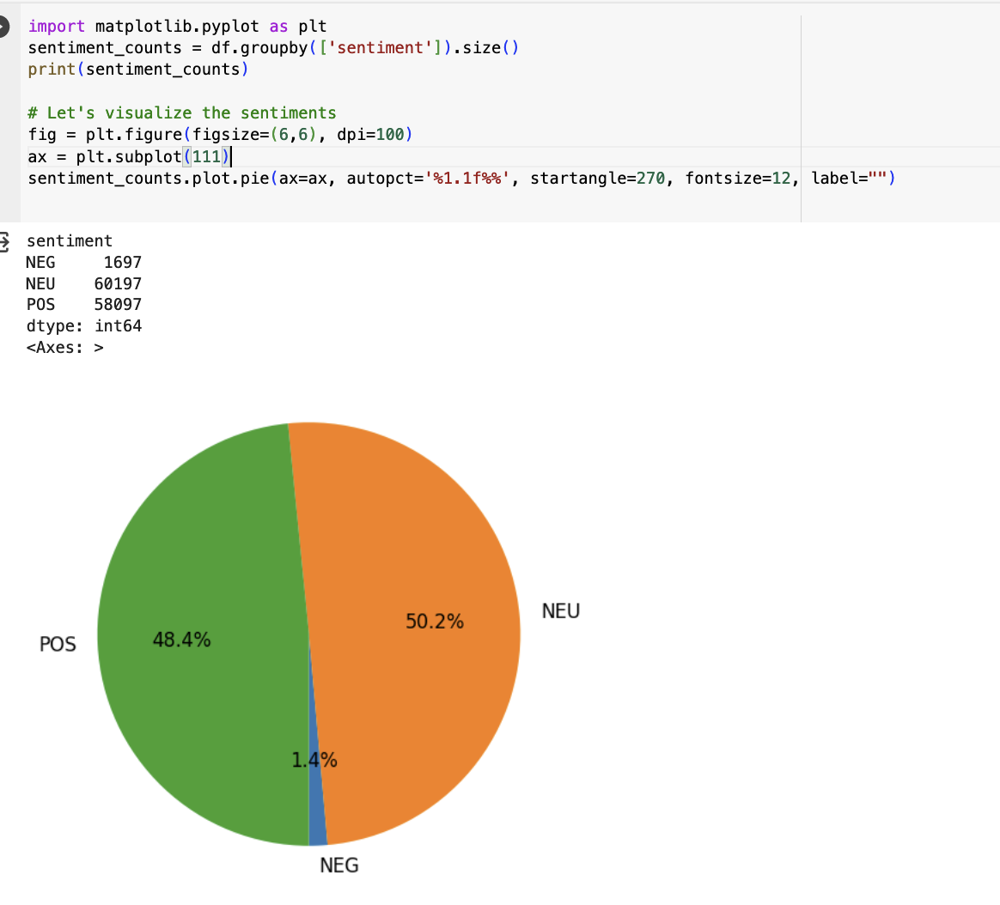 import matplotlib.pyplot as plt
sentiment_counts = df.groupby(['sentiment']).size()
print(sentiment_counts)
# Let's visualize the sentiments
fig = plt.figure(figsize=(6,6), dpi=100)
ax = plt.subplot(111)
sentiment_counts.plot.pie(ax=ax, autopct='%1.1f%%', startangle=270, fontsize=12, label="")
sentiment
NEG     1697
NEU    60197
POS    58097
dtype: int64
<Axes: >
NEU
50.2%
48.4%
POS
1.4%
NEG